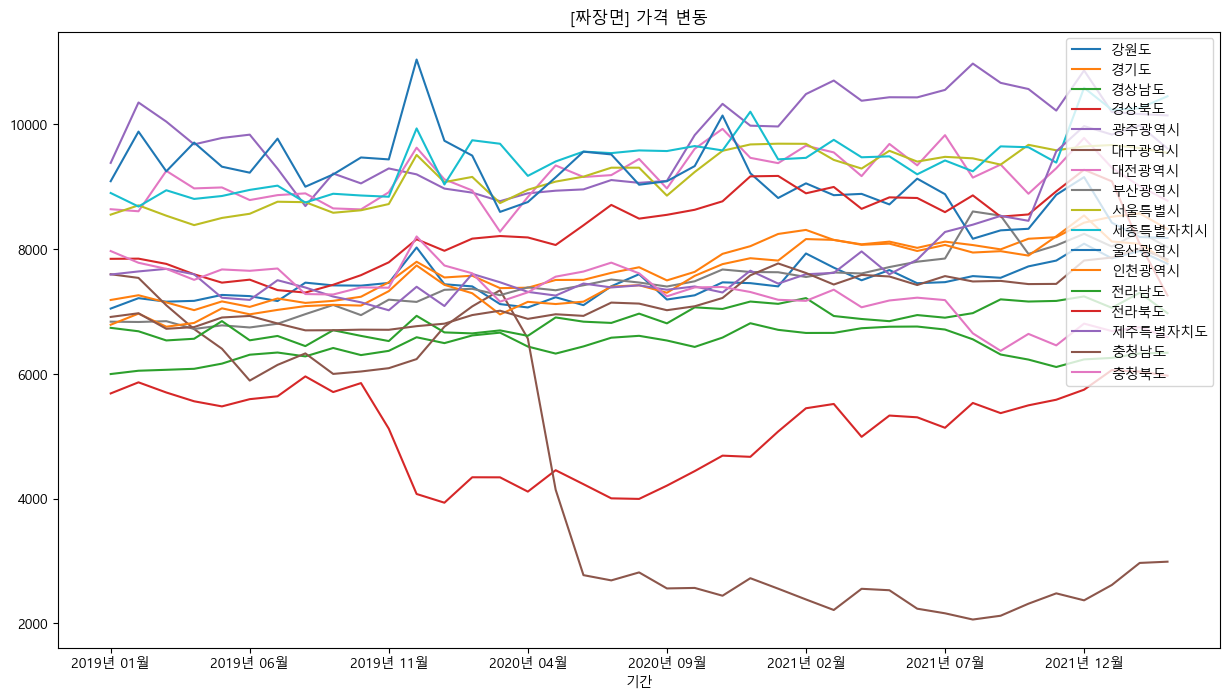 [짜장면] 가격 변동
10000
8000
6000
4000
2000
2019년 01월
2019년 06월
2019년 11월
2020년 04월
2020년 09월
2021년 02월
2021년 07월
2021년 12월
기간
강원도
경기도
경상남도
경상북도
광주광역시
대구광역시
대전광역시
부산광역시
서울특별시
세종특별자치시
울산광역시
인천광역시
전라남도
전라북도
제주특별자치도
충청남도
충청북도